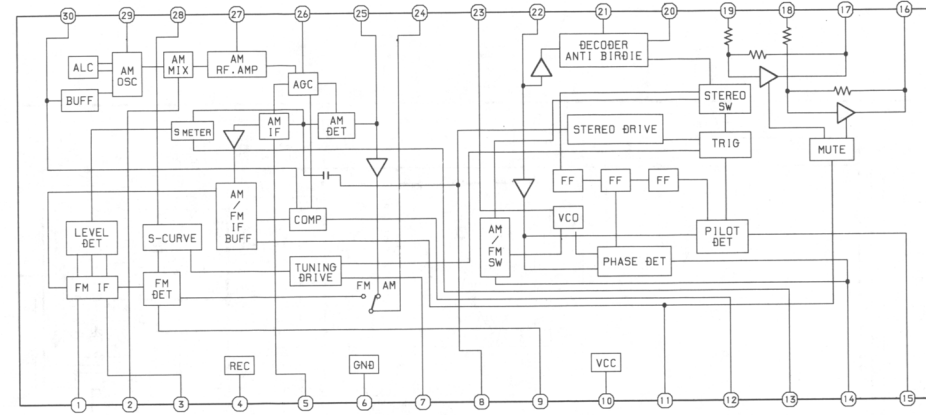 30 29 28 27 26 25 24 23 22 21 20 19 18 17 16
ALC
AM
OSC
AM
MIX
AM
RF.AMP
AGC
DECODER
ANTI BIRDIE
BUFF
S METER
AM
IF
AM
DET
STEREO
SW
STEREO DRIVE
TRIG
MUTE
AM
/
FM
IF
BUFF
COMP
FF
FF
FF
VCO
LEVEL
DET
S-CURVE
AM
/
FM
SW
PILOT
DET
TUNING
DRIVE
PHASE DET
FM IF
FM
DET
FM AM
REC
GND
VCC
1 2 3 4 5 6 7 8 9 10 11 12 13 14 15